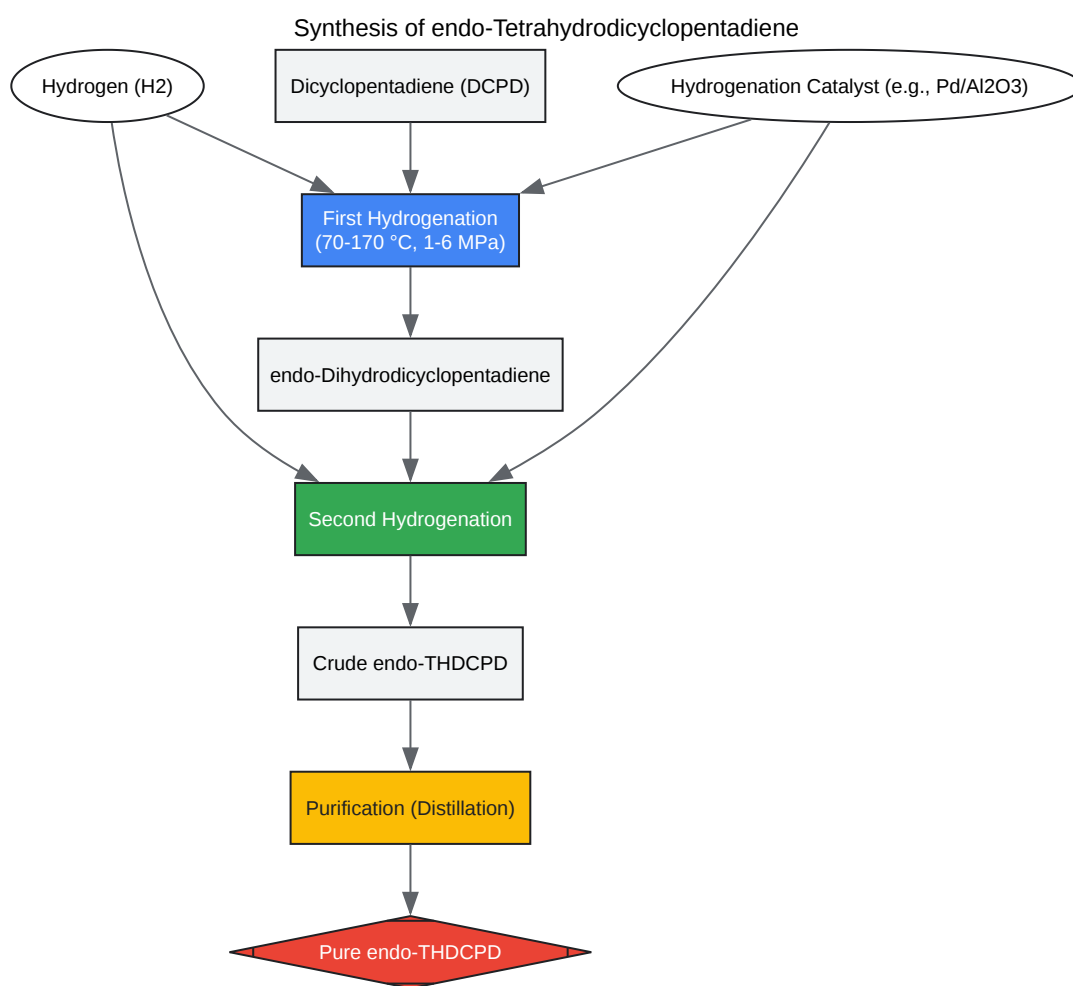 Synthesis of endo-Tetrahydrodicyclopentadiene
Hydrogen (H2)
Dicyclopentadiene (DCPD)
Hydrogenation Catalyst (e.g., Pd/Al2O3)
First Hydrogenation
(70-170 °C, 1-6 MPa)
endo-Dihydrodicyclopentadiene
Second Hydrogenation
Crude endo-THDCPD
Purification (Distillation)
Pure endo-THDCPD